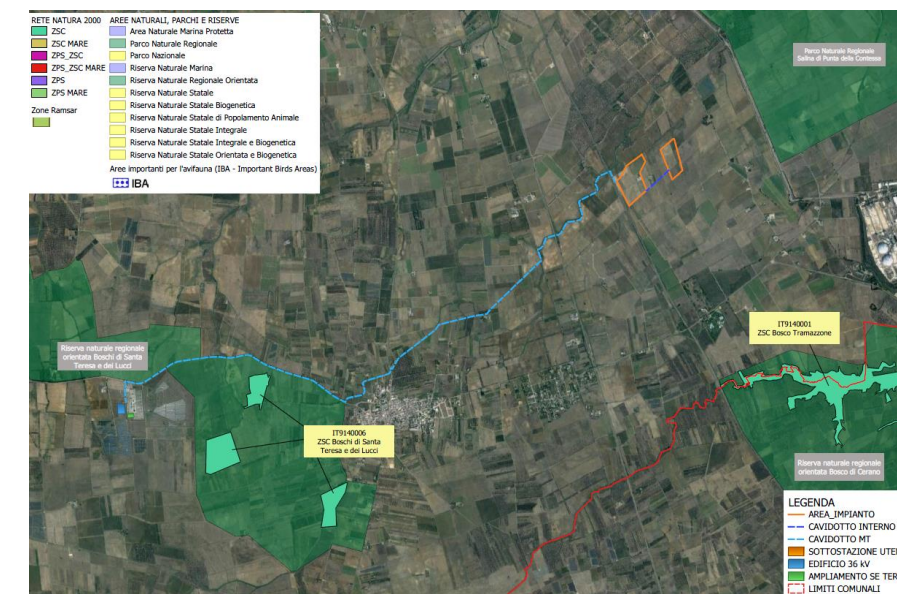 RETE NATURA 2000
ZSC
ZSC MARE
ZPS_ZSC
ZPS_ZSC MARE
ZPS
ZPS MARE
Zone Ramsar
AREE NATURALI, PARCHI E RISERVE
Area Naturale Marina Protetta
Parco Naturale Regionale
Parco Nazionale
Riserva Naturale Marina
Riserva Naturale Regionale Orientata
Riserva Naturale Statale
Riserva Naturale Statale Biogenetica
Riserva Naturale Statale di Popolamento Animale
Riserva Naturale Statale Integrale
Riserva Naturale Statale Integrale e Biogenetica
Riserva Naturale Statale Orientata e Biogenetica
Aree importanti per l'avifauna (IBA - Important Birds Areas)
IBA
Parco Naturale Regionale
Salina di Punta della Contessa
IT9140001
ZSC Bosco Tramazzone
Riserva naturale regionale
orientata Boschi di Santa
Teresa e dei Lucci
IT9140006
ZSC Boschi di Santa
Teresa e dei Lucci
Riserva naturale regionale
orientata Bosco di Cerano
LEGENDA
AREA_IMPIANTO
CAVIDOTTO INTERNO
CAVIDOTTO MT
SOTTOSTAZIONE UTE
EDIFICIO 36 kV
AMPLIAMENTO SE TER
LIMITI COMUNALI